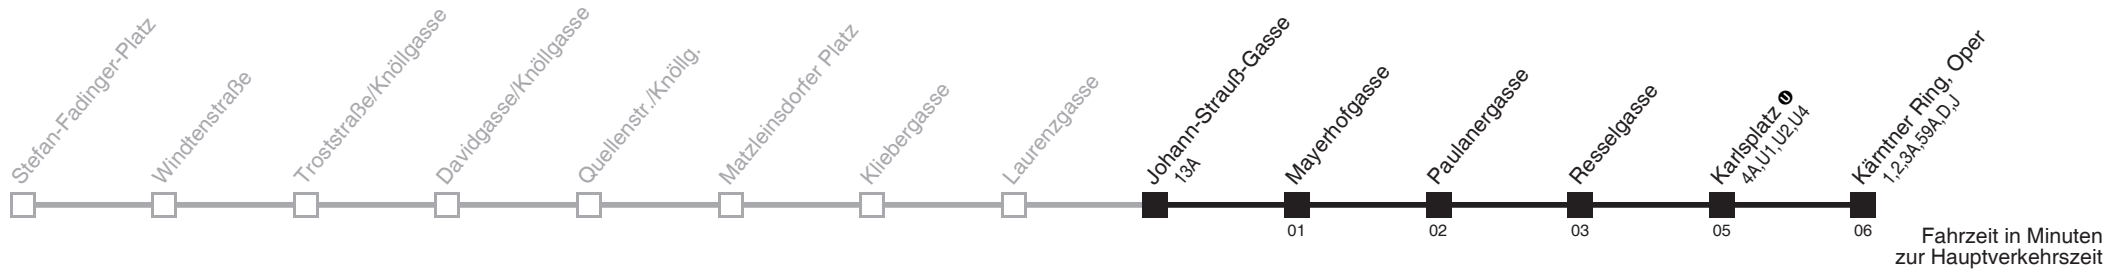 Stefan-Fadinger-Platz
Windtenstraße
Troststraße/Knöllgasse
Davidgasse/Knöllgasse
Quellenstr./Knöllg.
Matzleinsdorfer Platz
Kliebergasse
Laurenzgasse
Johann-Strauß-Gasse
13A
Mayerhofgasse
01
Paulanergasse
02
Resselgasse
03
Karlsplatz U
4A,U1,U2,U4
05
Kärntner Ring, Oper
1,2,3A,59A,D,J
06
Fahrzeit in Minuten
zur Hauptverkehrszeit